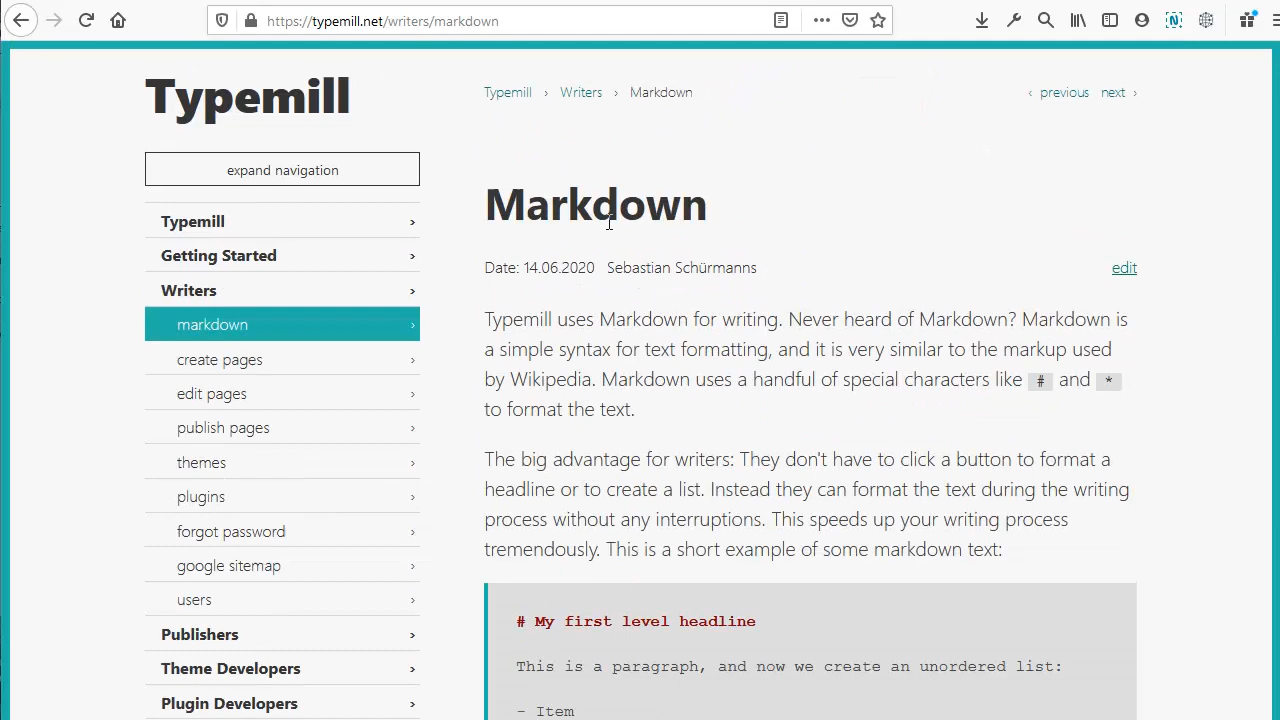 https://typemill.net/writers/markdown
Typemill
Typemill › Writers › Markdown
‹ previous next ›
expand navigation
Typemill ›
Getting Started ›
Writers ›
markdown ›
create pages ›
edit pages ›
publish pages ›
themes ›
plugins ›
forgot password ›
google sitemap ›
users ›
Publishers ›
Theme Developers ›
Plugin Developers ›
Markdown
Date: 14.06.2020 Sebastian Schürmanns
edit
Typemill uses Markdown for writing. Never heard of Markdown? Markdown is
a simple syntax for text formatting, and it is very similar to the markup used
by Wikipedia. Markdown uses a handful of special characters like # and *
to format the text.
The big advantage for writers: They don't have to click a button to format a
headline or to create a list. Instead they can format the text during the writing
process without any interruptions. This speeds up your writing process
tremendously. This is a short example of some markdown text:
# My first level headline
This is a paragraph, and now we create an unordered list:
- Item